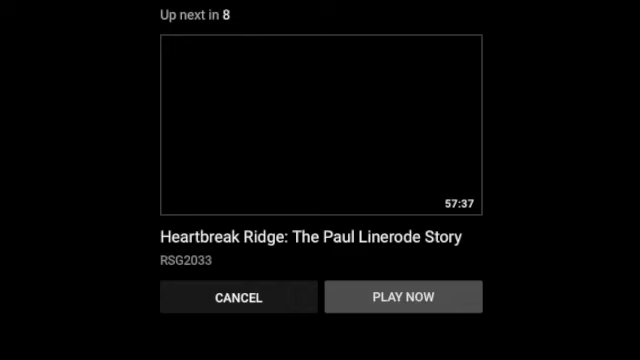 Up next in 8
57:37
Heartbreak Ridge: The Paul Linerode Story
RSG2033
CANCEL
PLAY NOW